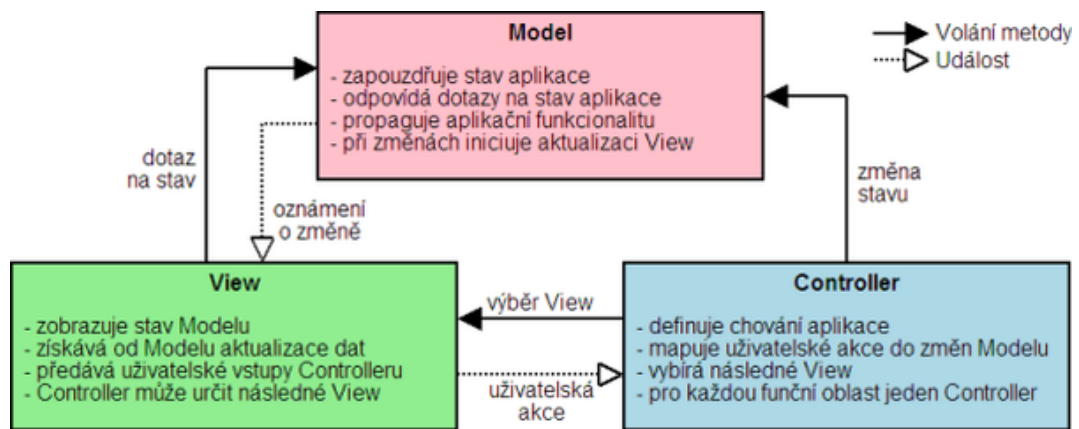 Model
- zapouzdřuje stav aplikace
- odpovídá dotazy na stav aplikace
- propaguje aplikační funkcionalitu
- při změnách iniciuje aktualizaci View
Volání metody
Událost
dotaz
na stav
oznámení
o změně
změna
stavu
View
- zobrazuje stav Modelu
- získává od Modelu aktualizace dat
- předává uživatelské vstupy Controlleru
- Controller může určit následné View
výběr View
uživatelská
akce
Controller
- definuje chování aplikace
- mapuje uživatelské akce do změn Modelu
- vybírá následné View
- pro každou funční oblast jeden Controller